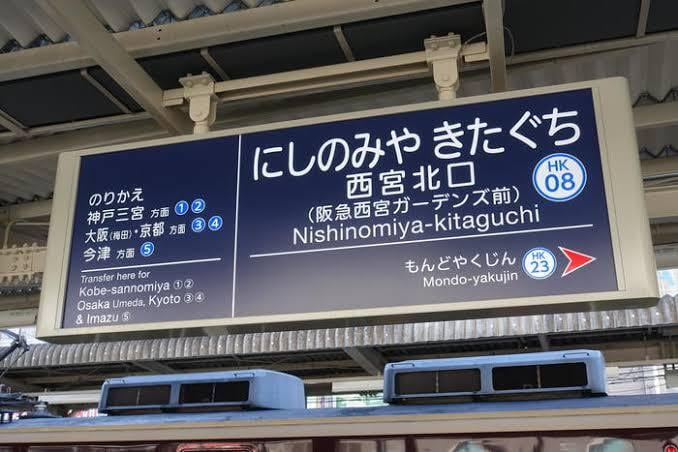 のりかえ
神戸三宮 方面 ① ②
大阪(梅田)・京都 方面 ③ ④
今津 方面 ⑤
Transfer here for
Kobe-sannomiya ① ②
Osaka Umeda, Kyoto ③ ④
& Imazu ⑤
にしのみや きたぐち
西宮北口
(阪急西宮ガーデンズ前)
Nishinomiya-kitaguchi
HK
08
もんどやくじん
Mondo-yakujin
HK
23